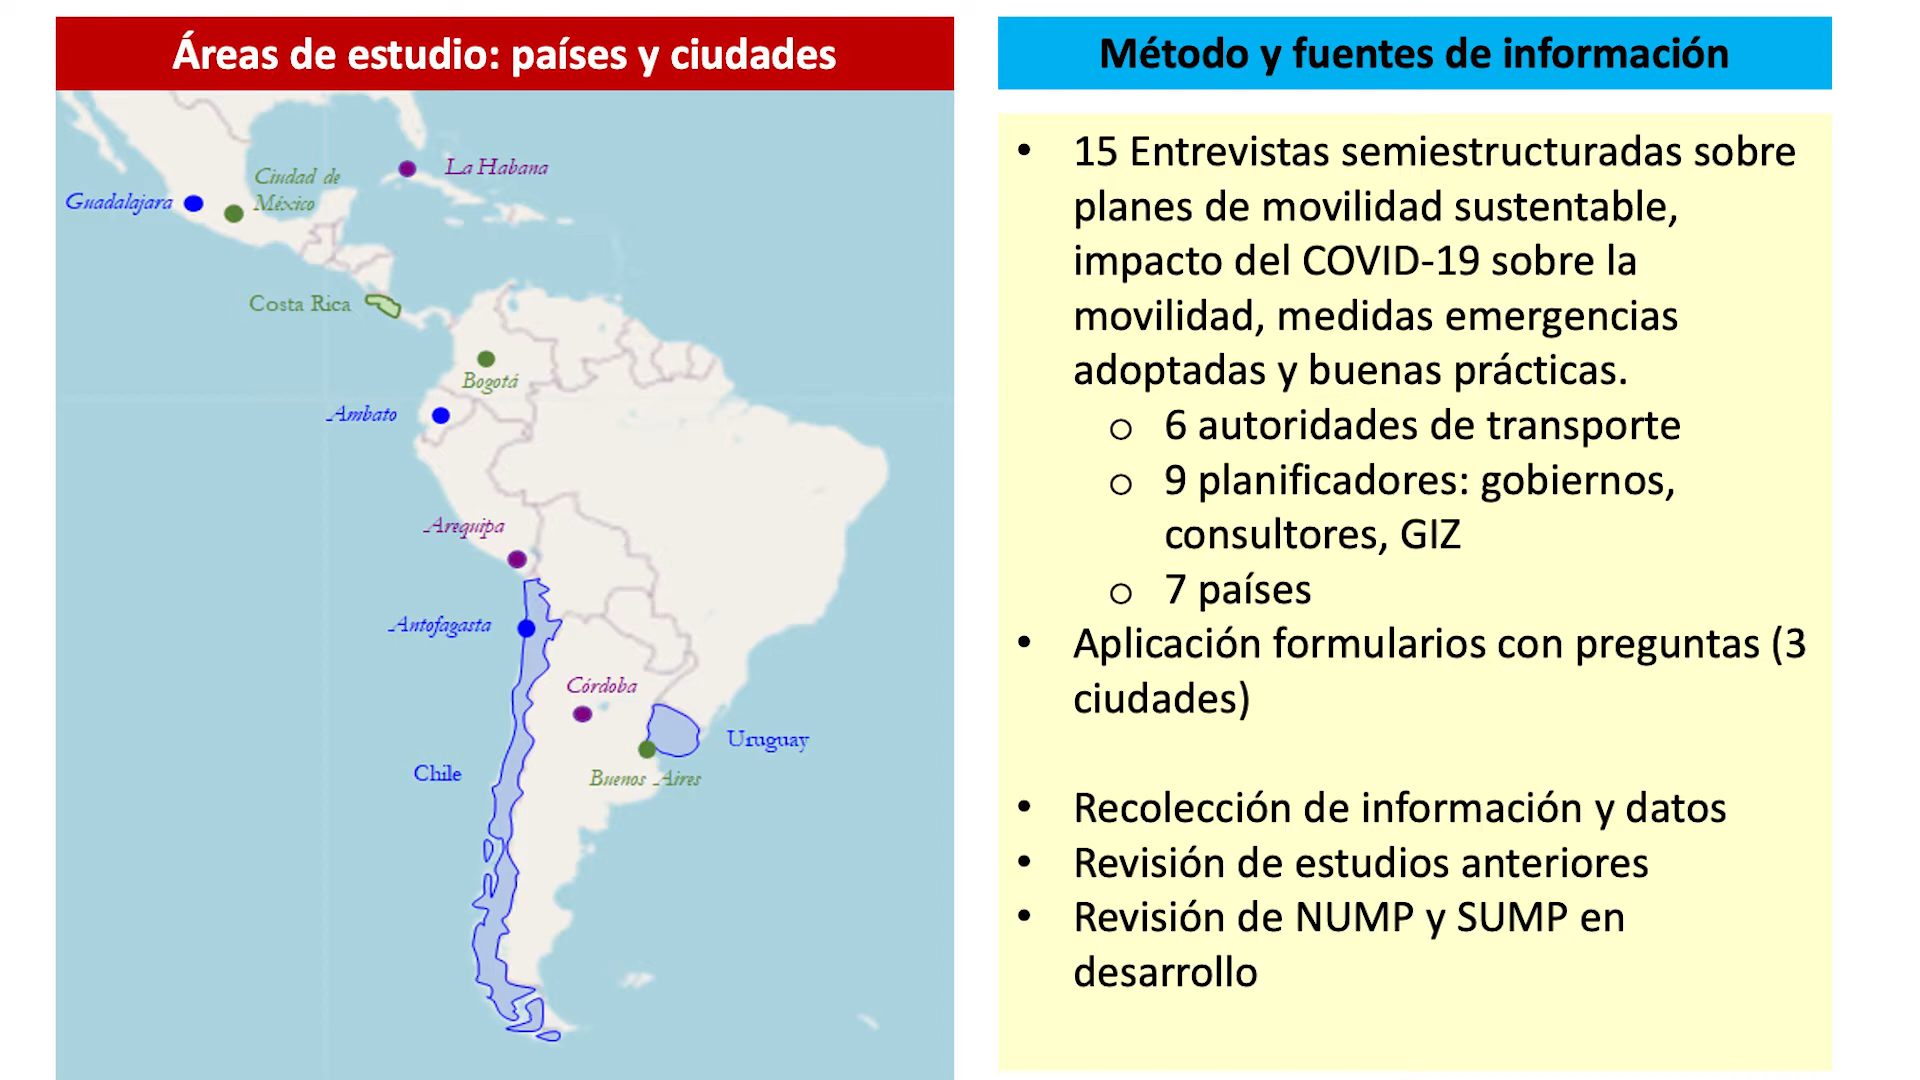 Áreas de estudio: países y ciudades
La Habana
Ciudad de
México
Guadalajara
Costa Rica
Bogotá
Ambato
Arequipa
Antofagasta
Córdoba
Uruguay
Chile
Buenos Aires
Método y fuentes de información
• 15 Entrevistas semiestructuradas sobre
planes de movilidad sustentable,
impacto del COVID-19 sobre la
movilidad, medidas emergencias
adoptadas y buenas prácticas.
o 6 autoridades de transporte
o 9 planificadores: gobiernos,
consultores, GIZ
o 7 países
• Aplicación formularios con preguntas (3
ciudades)
• Recolección de información y datos
• Revisión de estudios anteriores
• Revisión de NUMP y SUMP en
desarrollo